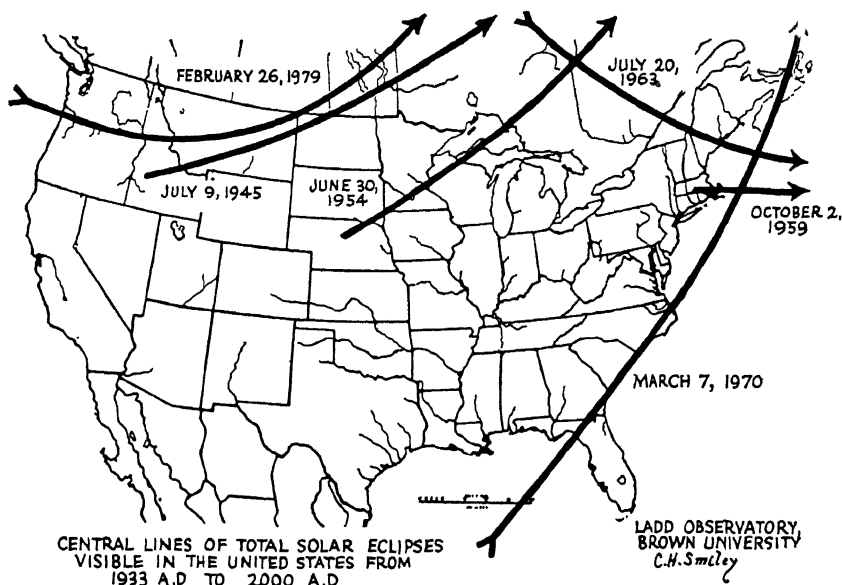 FEBRUARY 26, 1979
JULY 20,
1963
JULY 9, 1945
JUNE 30,
1954
OCTOBER 2,
1959
MARCH 7, 1970
LADD OBSERVATORY,
BROWN UNIVERSITY
C.H. Smiley
CENTRAL LINES OF TOTAL SOLAR ECLIPSES
VISIBLE IN THE UNITED STATES FROM
1933 A.D TO 2000 A.D